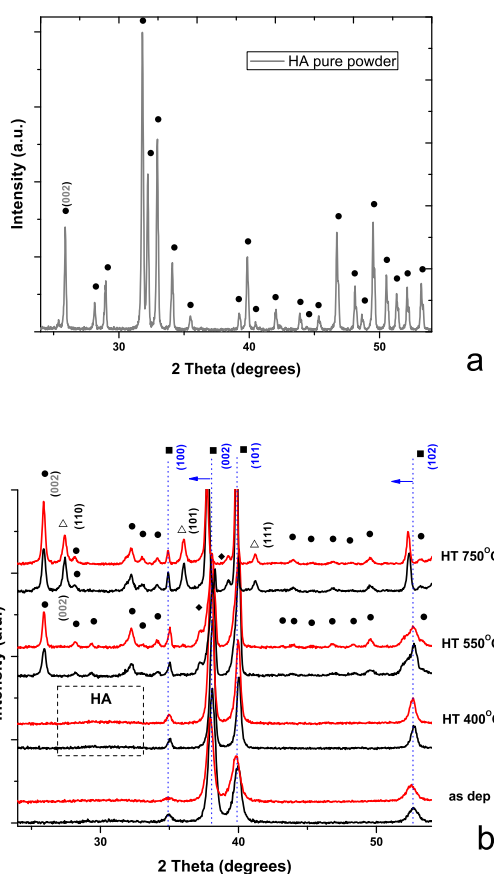 HA pure powder
(002)
Intensity (a.u.)
30
40
50
2 Theta (degrees)
a
(100)
(002)
(101)
(102)
(002)
(110)
(101)
(111)
HT 750°C
(002)
HT 550°C
HA
HT 400°C
as dep
30
40
50
2 Theta (degrees)
b